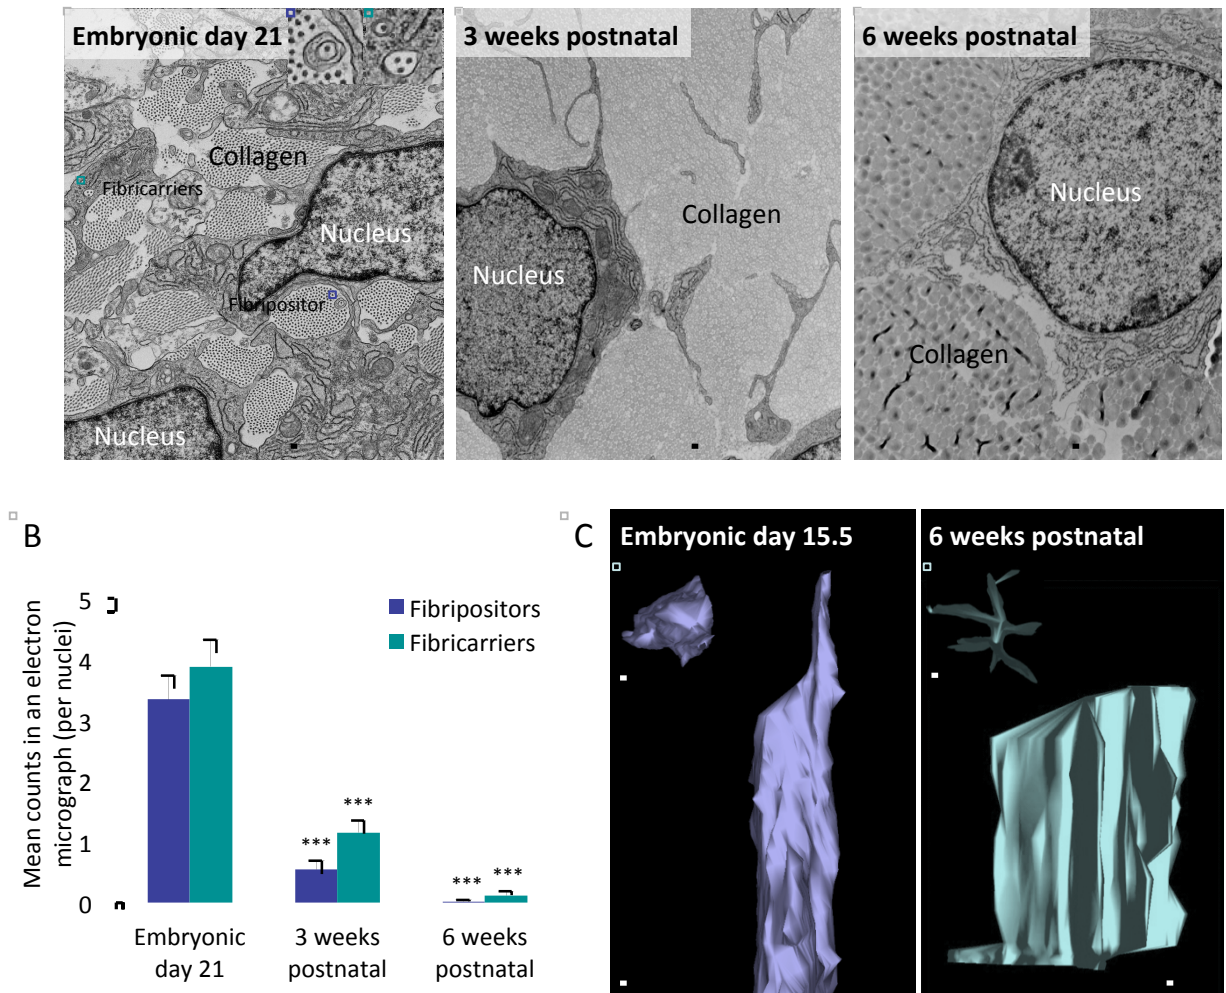 Embryonic day 21
3 weeks postnatal
6 weeks postnatal
Collagen
Fibricarriers
Nucleus
Fibripositor
Nucleus
Collagen
Nucleus
Nucleus
Collagen
B
Mean counts in an electron
micrograph (per nuclei)
5
4
3
2
1
0
Fibripositors
Fibricarriers
***
***
***
***
Embryonic
day 21
3 weeks
postnatal
6 weeks
postnatal
C
Embryonic day 15.5
6 weeks postnatal